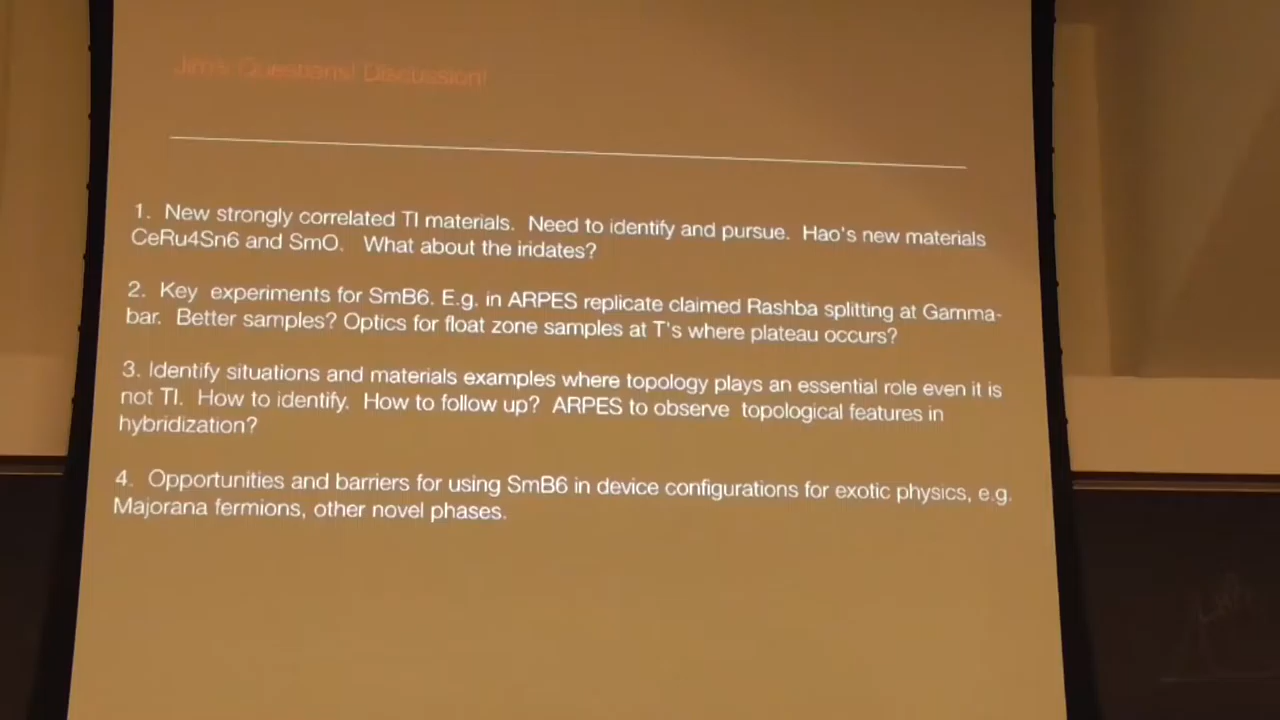 Jim's Questions! Discussion!
1. New strongly correlated TI materials. Need to identify and pursue. Hao's new materials
CeRu4Sn6 and SmO. What about the iridates?
2. Key experiments for SmB6. E.g. in ARPES replicate claimed Rashba splitting at Gamma-
bar. Better samples? Optics for float zone samples at T's where plateau occurs?
3. Identify situations and materials examples where topology plays an essential role even it is
not TI. How to identify. How to follow up? ARPES to observe topological features in
hybridization?
4. Opportunities and barriers for using SmB6 in device configurations for exotic physics, e.g.
Majorana fermions, other novel phases.